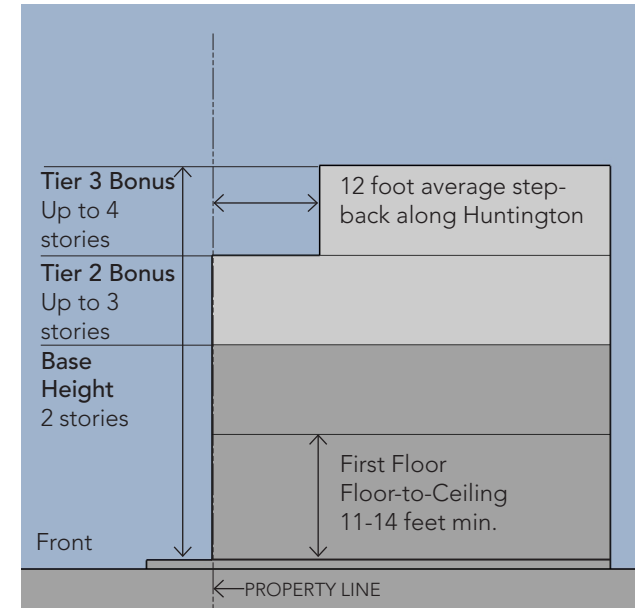 Tier 3 Bonus
Up to 4
stories
12 foot average step-
back along Huntington
Tier 2 Bonus
Up to 3
stories
Base
Height
2 stories
First Floor
Floor-to-Ceiling
11-14 feet min.
Front
PROPERTY LINE